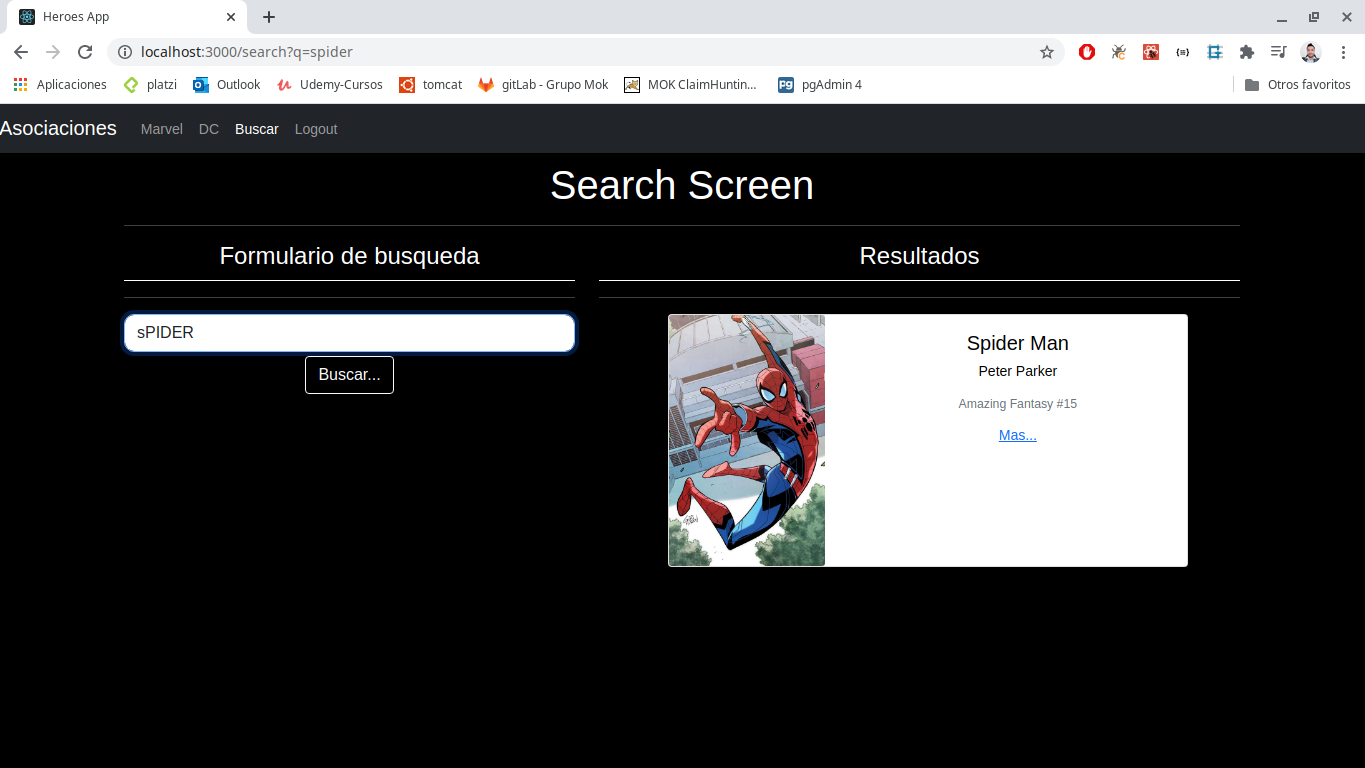 Heroes App
localhost:3000/search?q=spider
Aplicaciones platzi Outlook Udemy-Cursos tomcat gitLab - Grupo Mok MOK ClaimHuntin... pgAdmin 4 Otros favoritos
Asociaciones Marvel DC Buscar Logout
Search Screen
Formulario de busqueda
sPIDER
Buscar...
Resultados
Spider Man
Peter Parker
Amazing Fantasy #15
Mas...